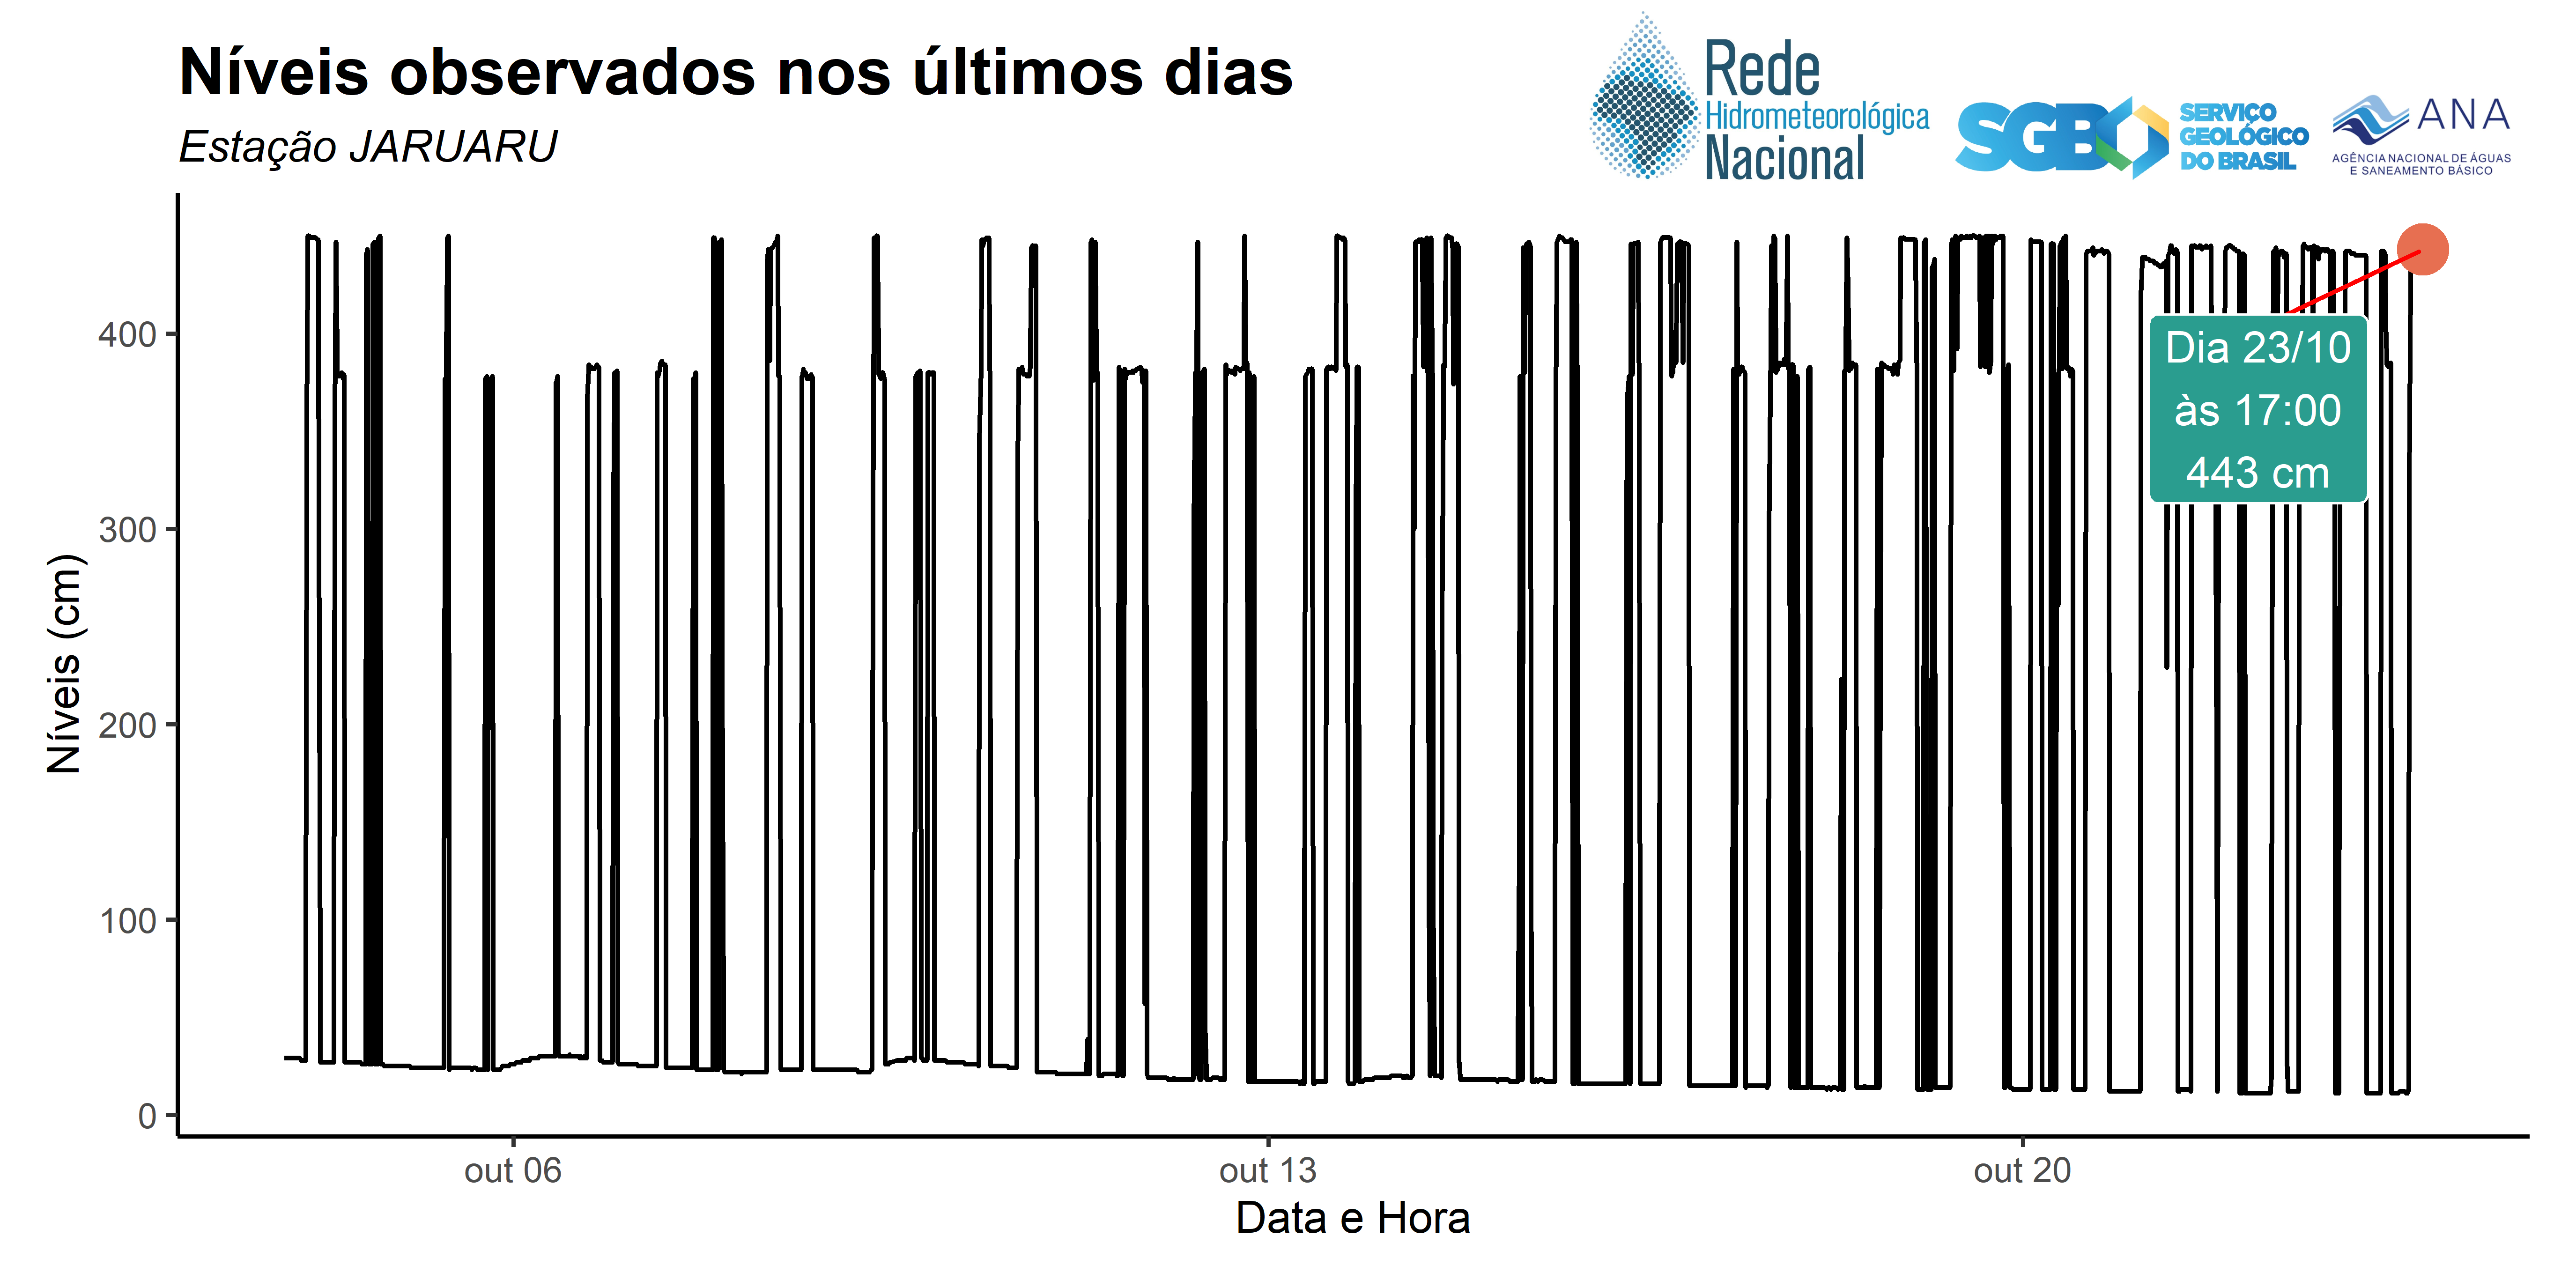 Níveis observados nos últimos dias
Estação JARUARU
Rede
Hidrometeorológica
Nacional
SGB
SERVIÇO
GEOLÓGICO
DO BRASIL
ANA
AGÊNCIA NACIONAL DE ÁGUAS
E SANEAMENTO BÁSICO
Níveis (cm)
400
300
200
100
0
Dia 23/10
às 17:00
443 cm
out 06
out 13
out 20
Data e Hora